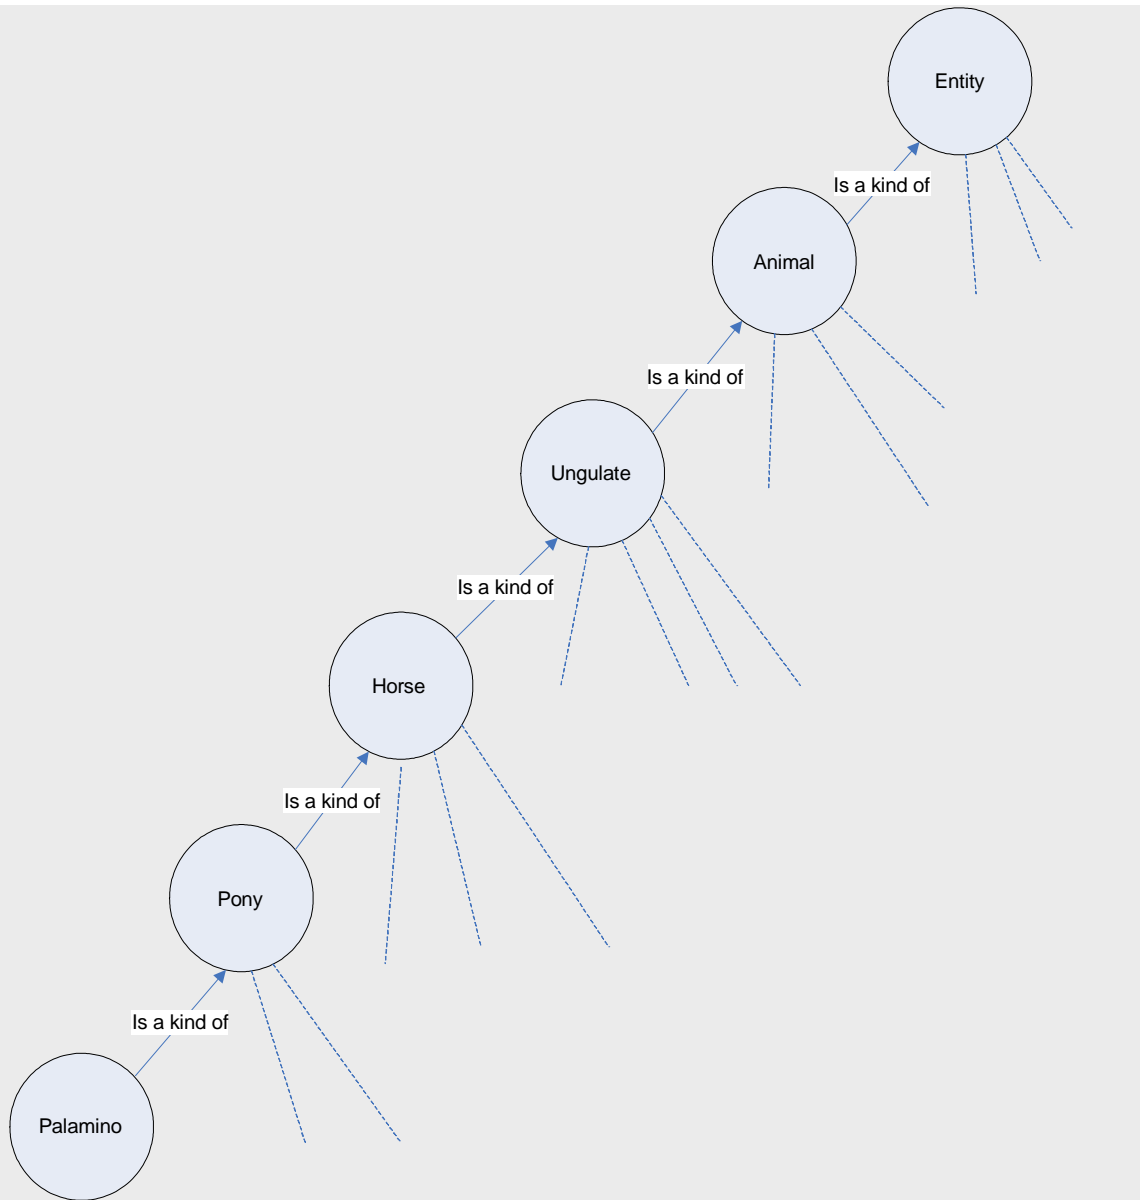 Entity
Is a kind of
Animal
Is a kind of
Ungulate
Is a kind of
Horse
Is a kind of
Pony
Is a kind of
Palamino